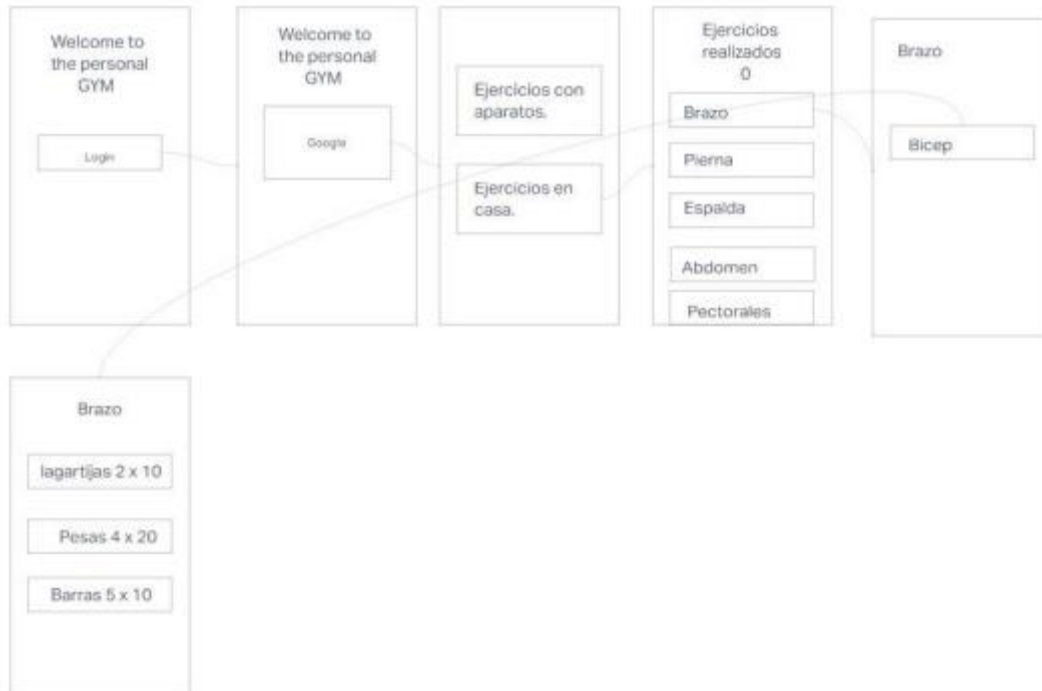 Welcome to
the personal
GYM
Login
Welcome to
the personal
GYM
Google
Ejercicios con
aparatos.
Ejercicios en
casa.
Ejercicios
realizados
0
Brazo
Pierna
Espalda
Abdomen
Pectorales
Brazo
Bicep
Brazo
lagartijas 2 x 10
Pesas 4 x 20
Barras 5 x 10